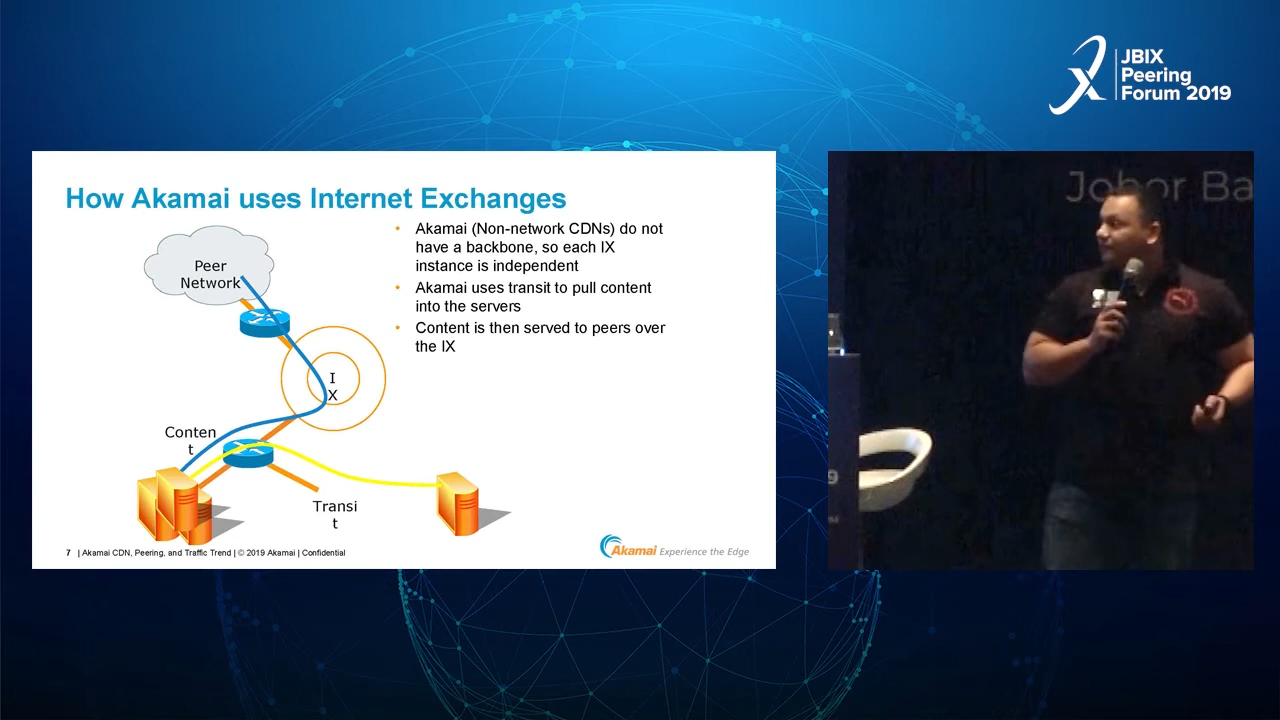 JBIX
Peering
Forum 2019
How Akamai uses Internet Exchanges
Peer
Network
I
X
Conten
t
Transi
t
• Akamai (Non-network CDNs) do not
have a backbone, so each IX
instance is independent
• Akamai uses transit to pull content
into the servers
• Content is then served to peers over
the IX
7 | Akamai CDN, Peering, and Traffic Trend | © 2019 Akamai | Confidential
Akamai Experience the Edge
Johor Ba
9